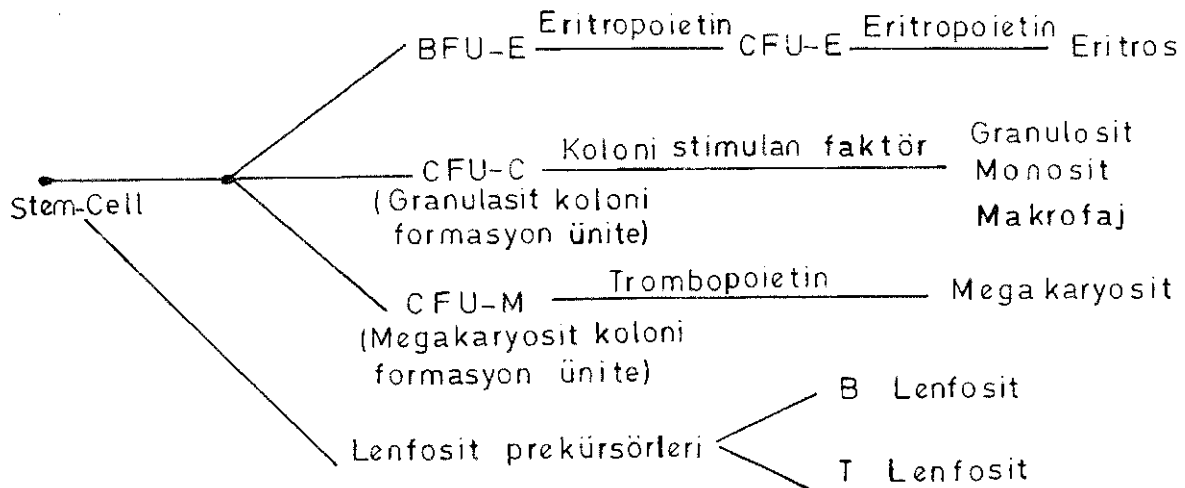 BFU-E Eritropoietin CFU-E Eritropoietin Eritros
Stem-Cell
CFU-C Koloni stimulan faktör Granulosit
(Granulasit koloni Monosit
formasyon ünite) Makrofaj
CFU-M Trombopoietin Megakaryosit
(Megakaryosit koloni
formasyon ünite)
Lenfosit prekürsörleri
B Lenfosit
T Lenfosit